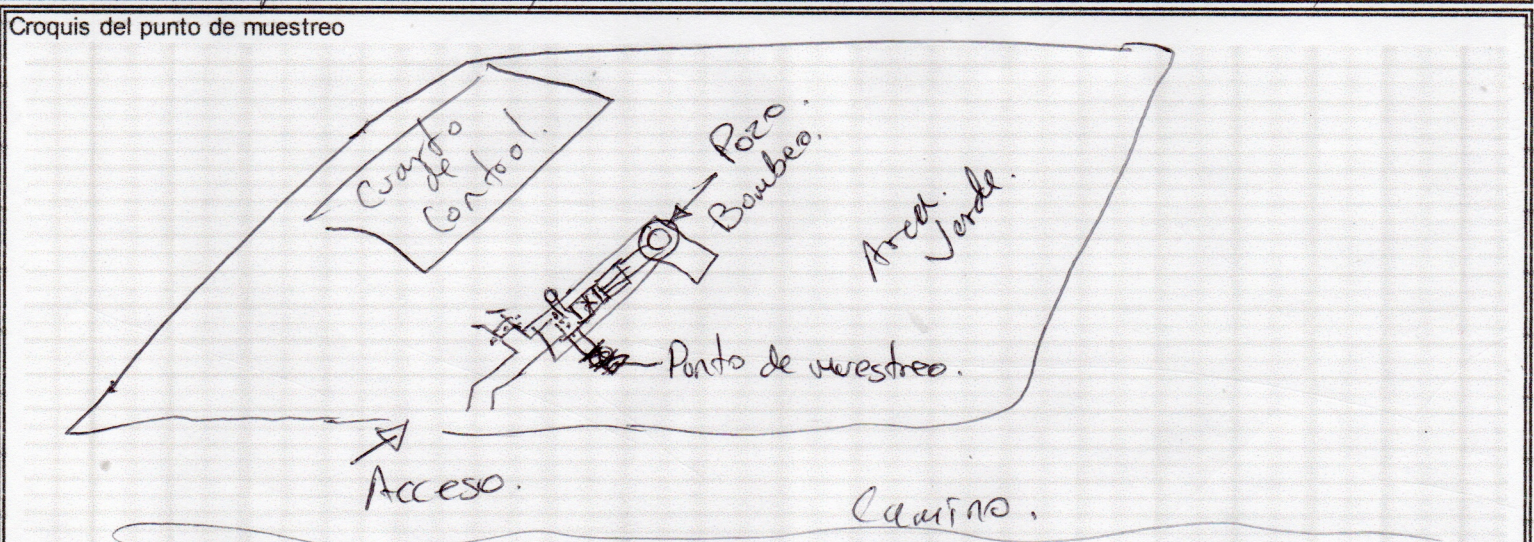 Croquis del punto de muestreo
Cuarto
de
Control.
Pozo
Bombeo.
Area.
Verde.
Punto de muestreo.
Acceso.
Camino.